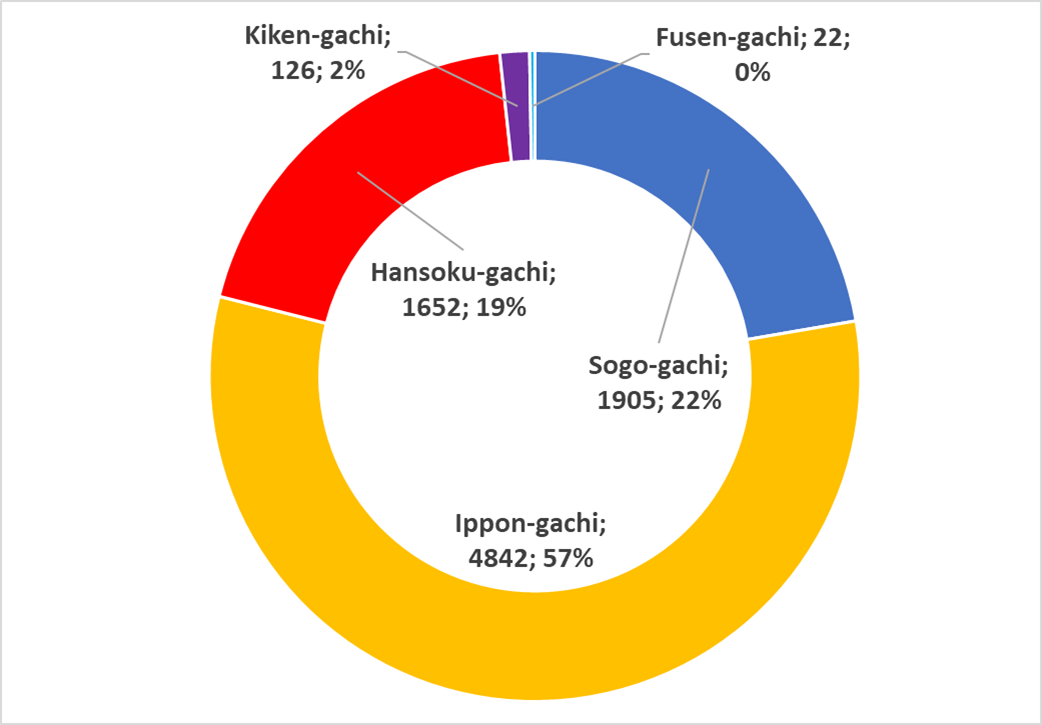 Kiken-gachi;
126; 2%
Fusen-gachi; 22;
0%
Hansoku-gachi;
1652; 19%
Sogo-gachi;
1905; 22%
Ippon-gachi;
4842; 57%